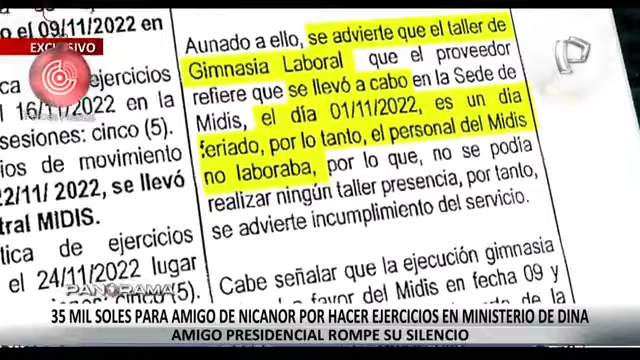 o el 09/11/2022 en
EXCLUSIVO
ejercicios
16/11/2022 en la
sesiones: cinco (5).
ios de movimiento
22/11/ 2022, se llevó
tral MIDIS.
tica de ejercicios
el 24/11/2022 lugar
cinco (5).
Aunado a ello, se advierte que el taller de
Gimnasia Laboral que el proveedor
refiere que se llevó a cabo en la Sede de
Midis, el día 01/11/2022, es un día
feriado, por lo tanto, el personal del Midis
no laboraba, por lo que, no se podía
realizar ningún taller presencia, por tanto,
se advierte incumplimiento del servicio.
Cabe señalar que la ejecución gimnasia
a favor del Midis en fecha 09 y
de la
PANORAMA
35 MIL SOLES PARA AMIGO DE NICANOR POR HACER EJERCICIOS EN MINISTERIO DE DINA
AMIGO PRESIDENCIAL ROMPE SU SILENCIO